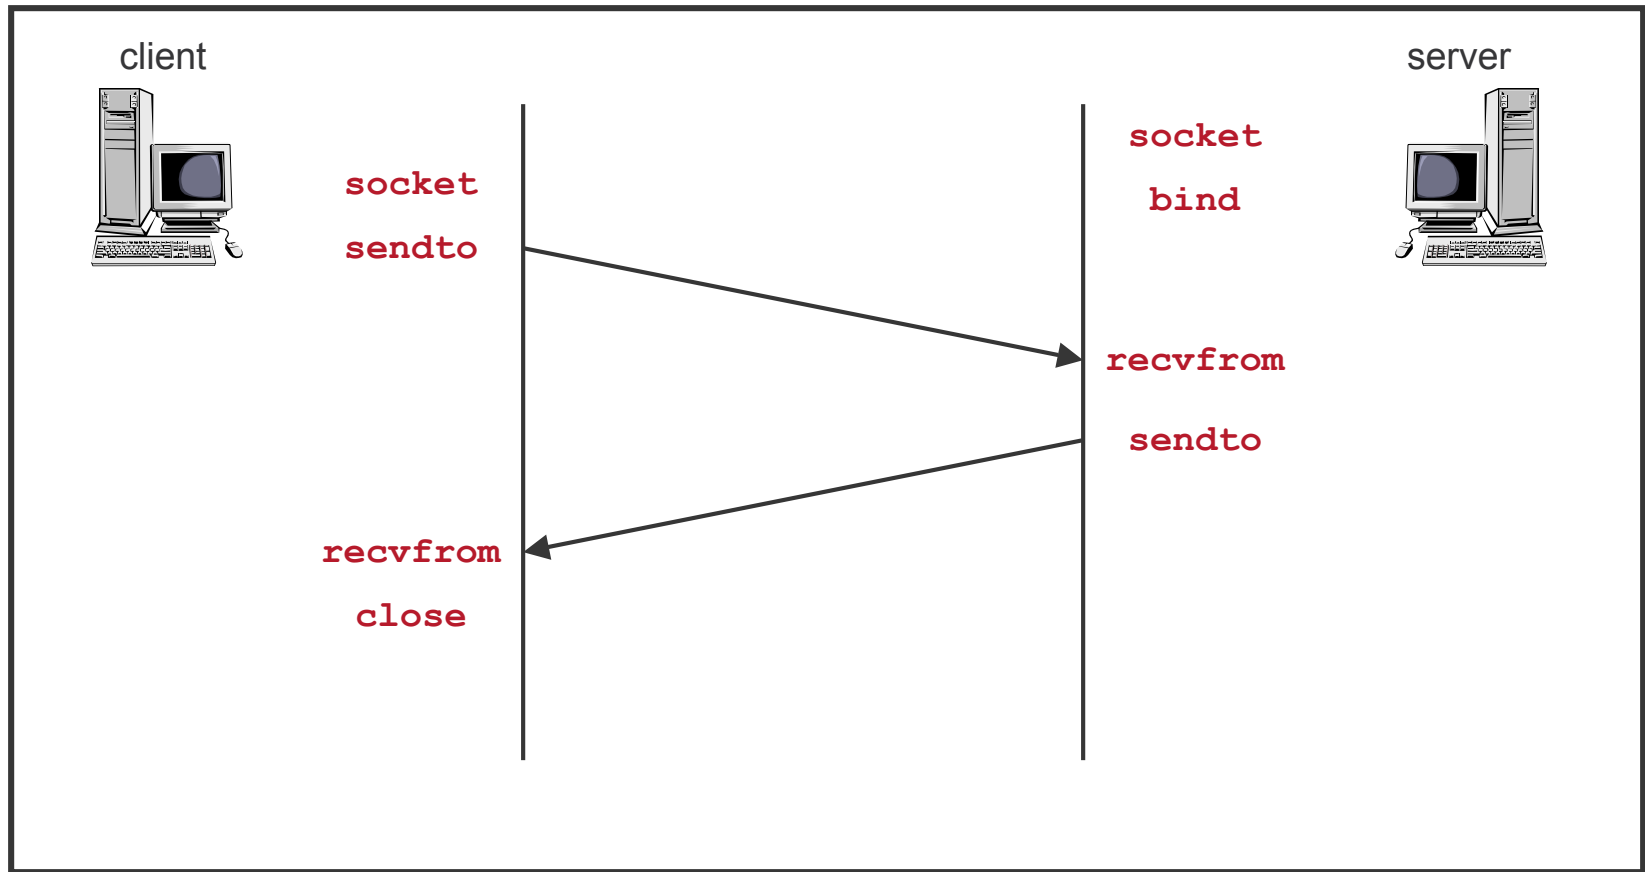 client
server
socket
socket
bind
sendto
recvfrom
sendto
recvfrom
close